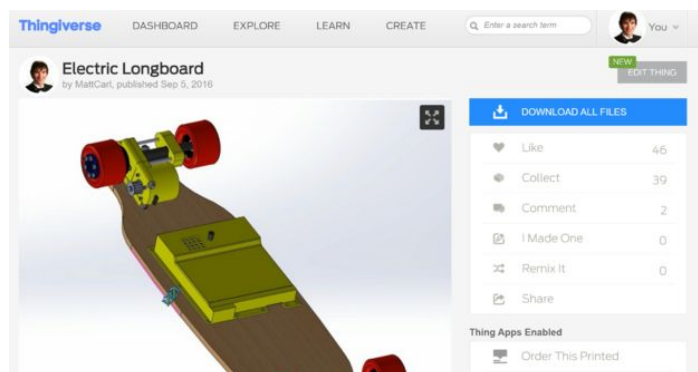 Thingiverse DASHBOARD EXPLORE LEARN CREATE Enter a search term You
NEW
EDIT THING
Electric Longboard
by MattCarl, published Sep 5, 2016
DOWNLOAD ALL FILES
Like 46
Collect 39
Comment 2
I Made One 0
Remix It 0
Share
Thing Apps Enabled
Order This Printed